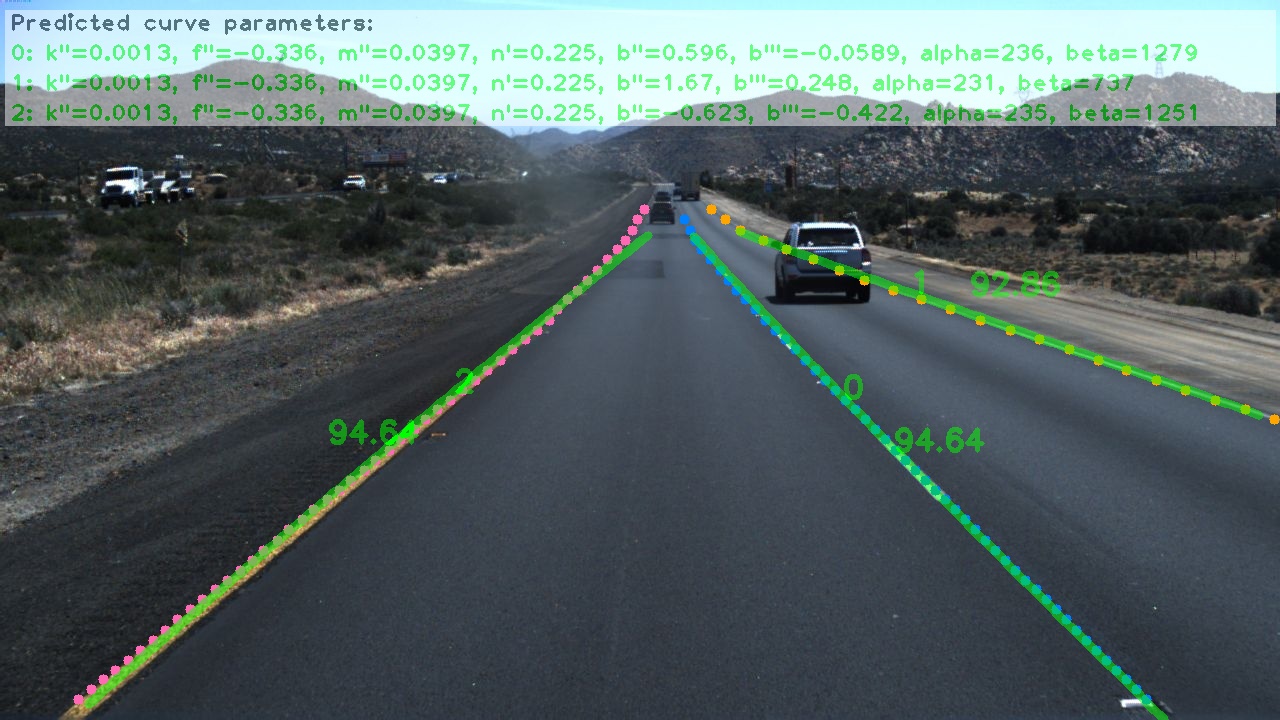 Predicted curve parameters:
0: k''=0.0013, f''=-0.336, m''=0.0397, n'=0.225, b''=0.596, b'''=-0.0589, alpha=236, beta=1279
1: k''=0.0013, f''=-0.336, m''=0.0397, n'=0.225, b''=1.67, b'''=0.248, alpha=231, beta=737
2: k''=0.0013, f''=-0.336, m''=0.0397, n'=0.225, b''=-0.623, b'''=-0.422, alpha=235, beta=1251
1 92.86
2
0
94.64
94.64